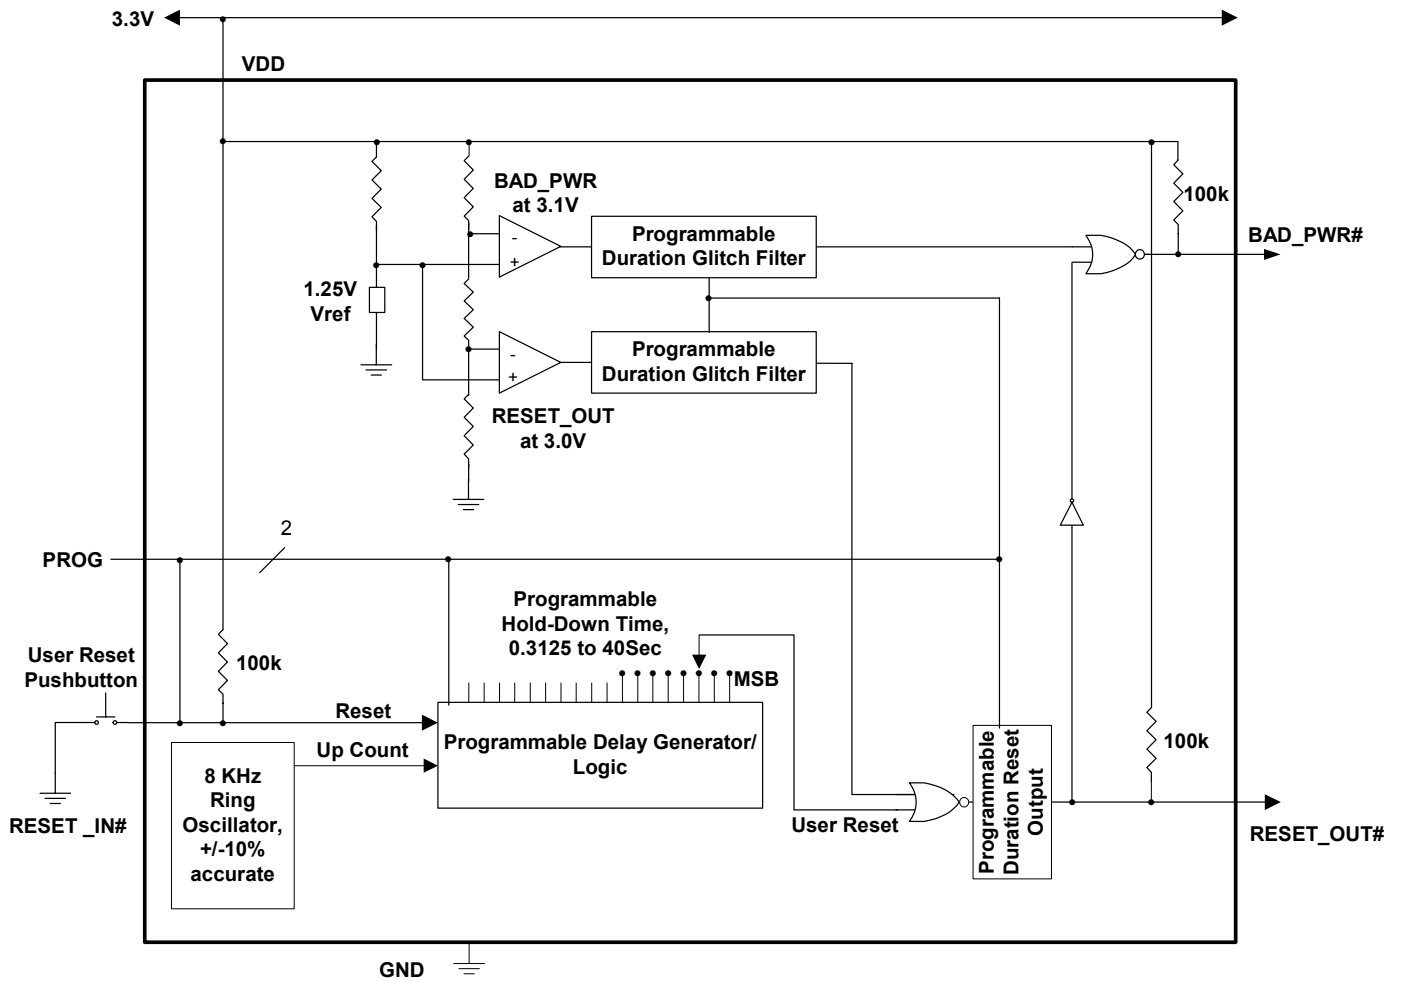 3.3V
VDD
BAD_PWR
at 3.1V
Programmable
Duration Glitch Filter
100k
BAD_PWR#
-
+
1.25V
Vref
Programmable
Duration Glitch Filter
-
+
RESET_OUT
at 3.0V
2
PROG
Programmable
Hold-Down Time,
0.3125 to 40Sec
User Reset
Pushbutton
100k
MSB
Reset
Up Count
Programmable Delay Generator/
Logic
8 KHz
Ring
Oscillator,
+/-10%
accurate
RESET _IN#
User Reset
Programmable
Duration Reset
Output
100k
RESET_OUT#
GND